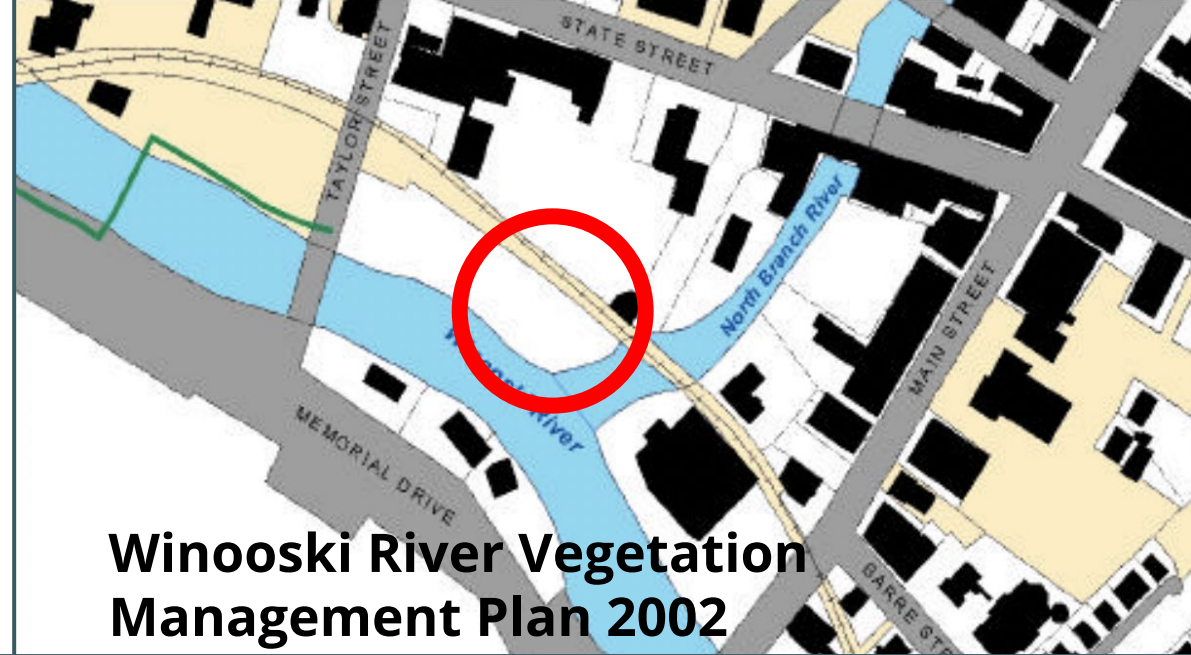 STATE STREET
TAYLOR STREET
North Branch River
MAIN STREET
River
MEMORIAL DRIVE
Winooski River Vegetation
Management Plan 2002
BARRE